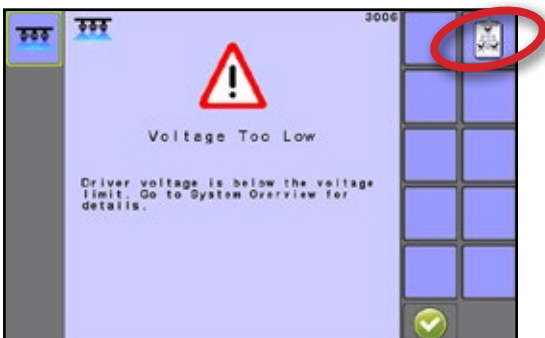 3006
Voltage Too Low
Driver voltage is below the voltage
limit. Go to System Overview for
details.